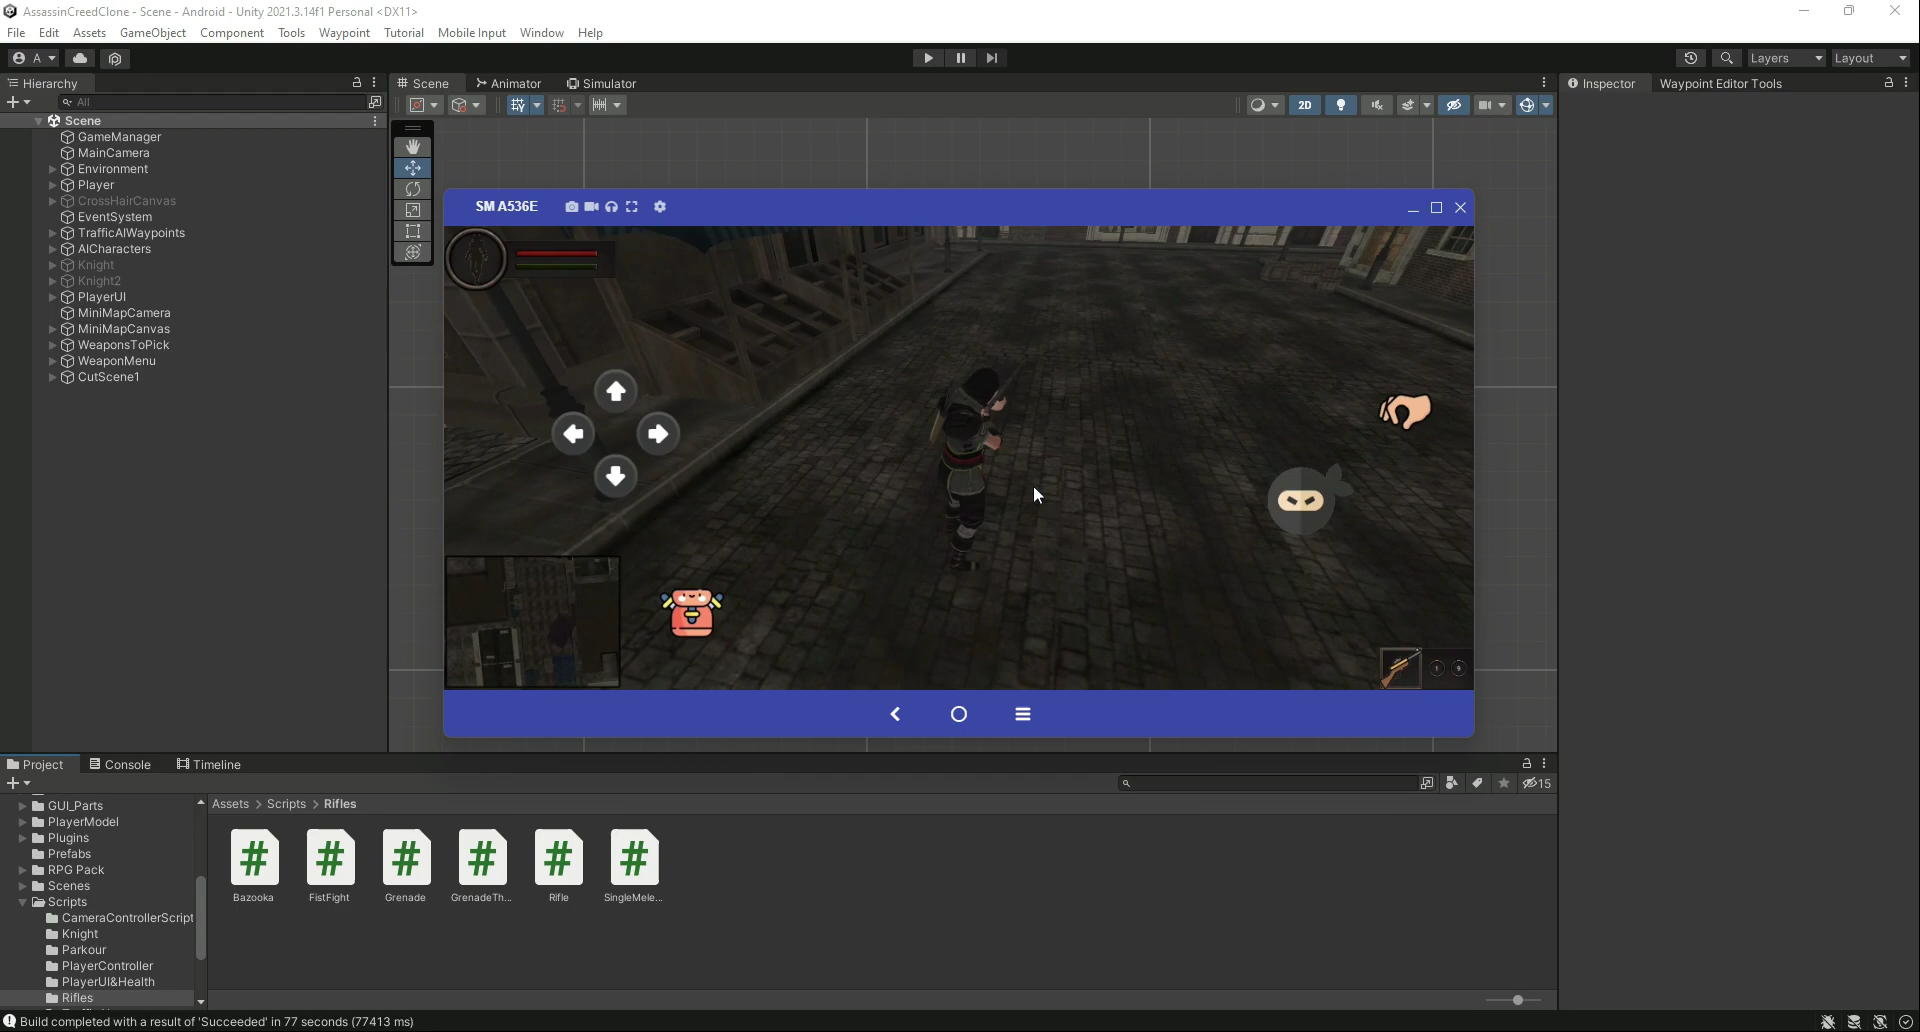 AssassinCreedClone - Scene - Android - Unity 2021.3.14f1 Personal <DX11>
File Edit Assets GameObject Component Tools Waypoint Tutorial Mobile Input Window Help
A Layers Layout
Hierarchy Scene Animator Simulator Inspector Waypoint Editor Tools
All 2D
Scene
GameManager
MainCamera
Environment
Player
CrossHairCanvas
EventSystem
TrafficAIWaypoints
AICharacters
Knight
Knight2
PlayerUI
MiniMapCamera
MiniMapCanvas
WeaponsToPick
WeaponMenu
CutScene1
SM A536E
1 9
Project Console Timeline
15
GUI_Parts
PlayerModel
Plugins
Prefabs
RPG Pack
Scenes
Scripts
CameraControllerScript
Knight
Parkour
PlayerController
PlayerUI&Health
Rifles
Assets > Scripts > Rifles
Bazooka FistFight Grenade GrenadeTh... Rifle SingleMele...
Build completed with a result of 'Succeeded' in 77 seconds (77413 ms)